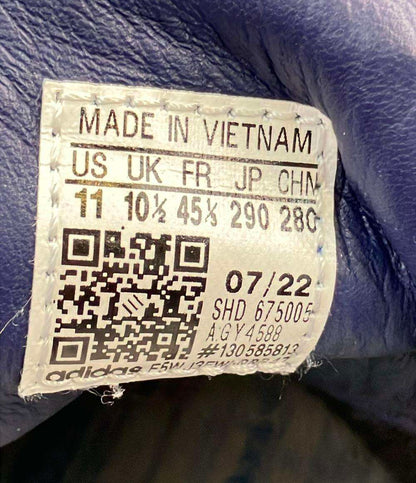 MADE IN VIETNAM
US UK FR JP CHN
11 10½ 45⅓ 290 280
07/22
SHD 675005
A:GY4588
#130585813
adidas